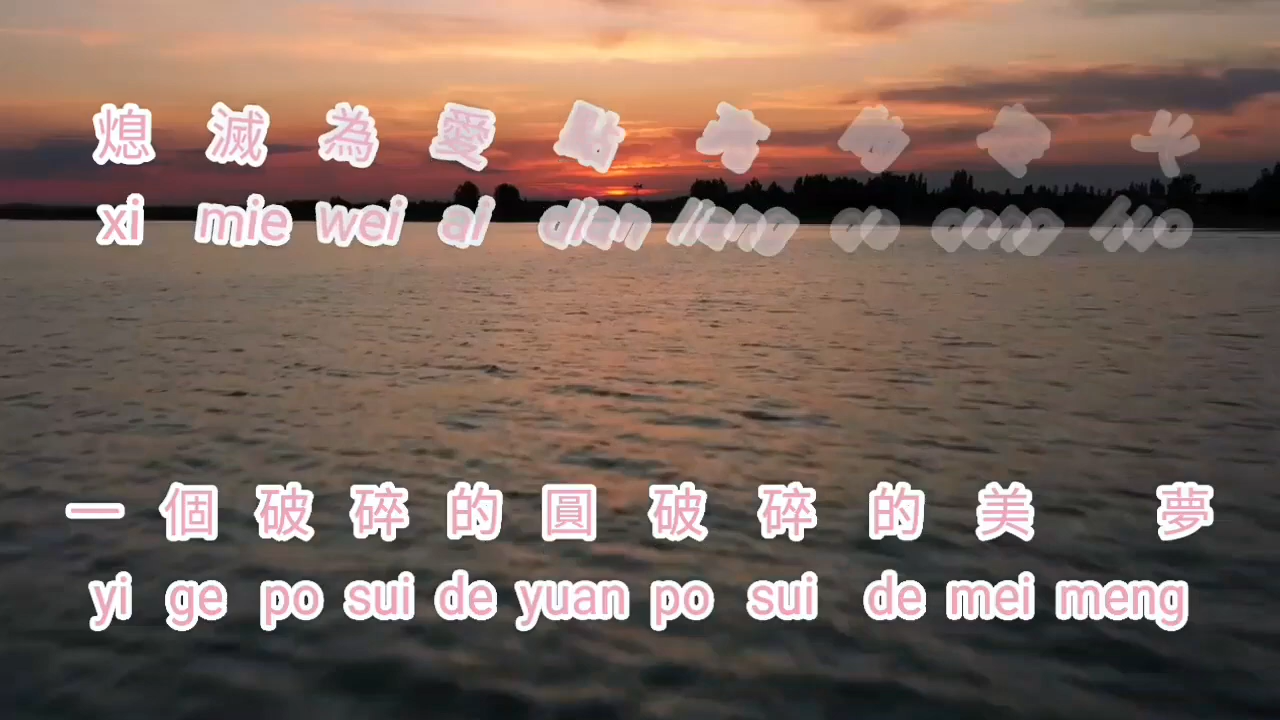 熄滅為愛點
xi mie wei ai dian liang
一個破碎的圓破碎的美夢
yi ge po sui de yuan po sui de mei meng